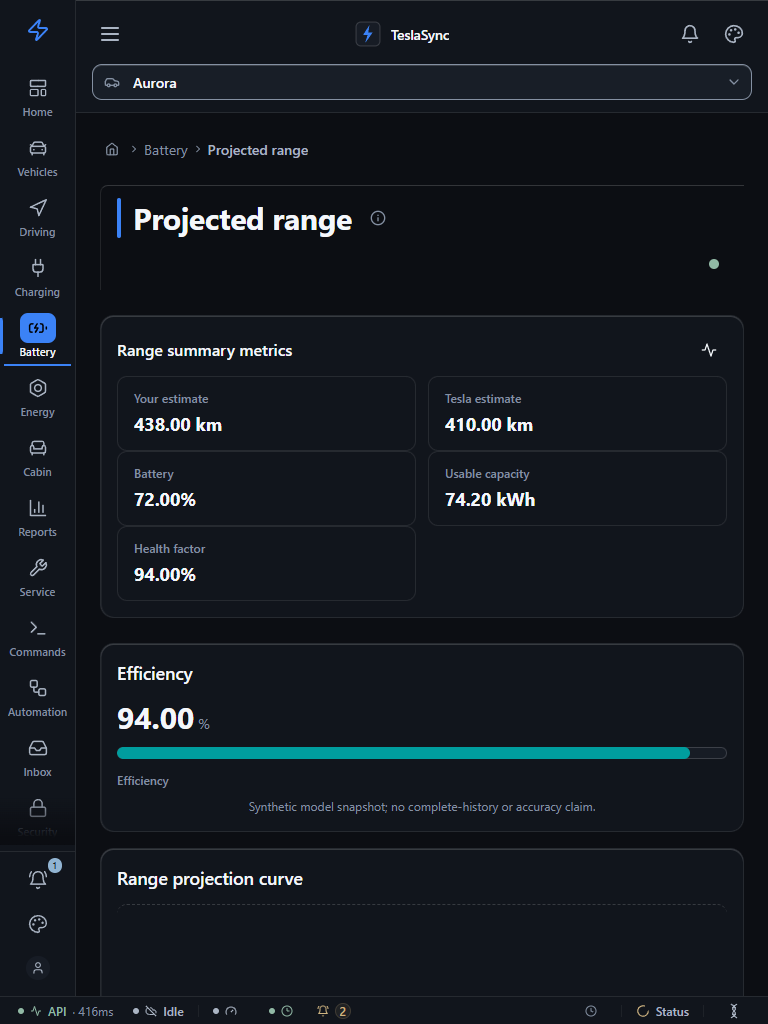 TeslaSync
Aurora
Home
Vehicles
Driving
Charging
Battery
Energy
Cabin
Reports
Service
Commands
Automation
Inbox
Security
1
Battery > Projected range
Projected range
Range summary metrics
Your estimate
438.00 km
Tesla estimate
410.00 km
Battery
72.00%
Usable capacity
74.20 kWh
Health factor
94.00%
Efficiency
94.00 %
Efficiency
Synthetic model snapshot; no complete-history or accuracy claim.
Range projection curve
API · 416ms
Idle
2
Status